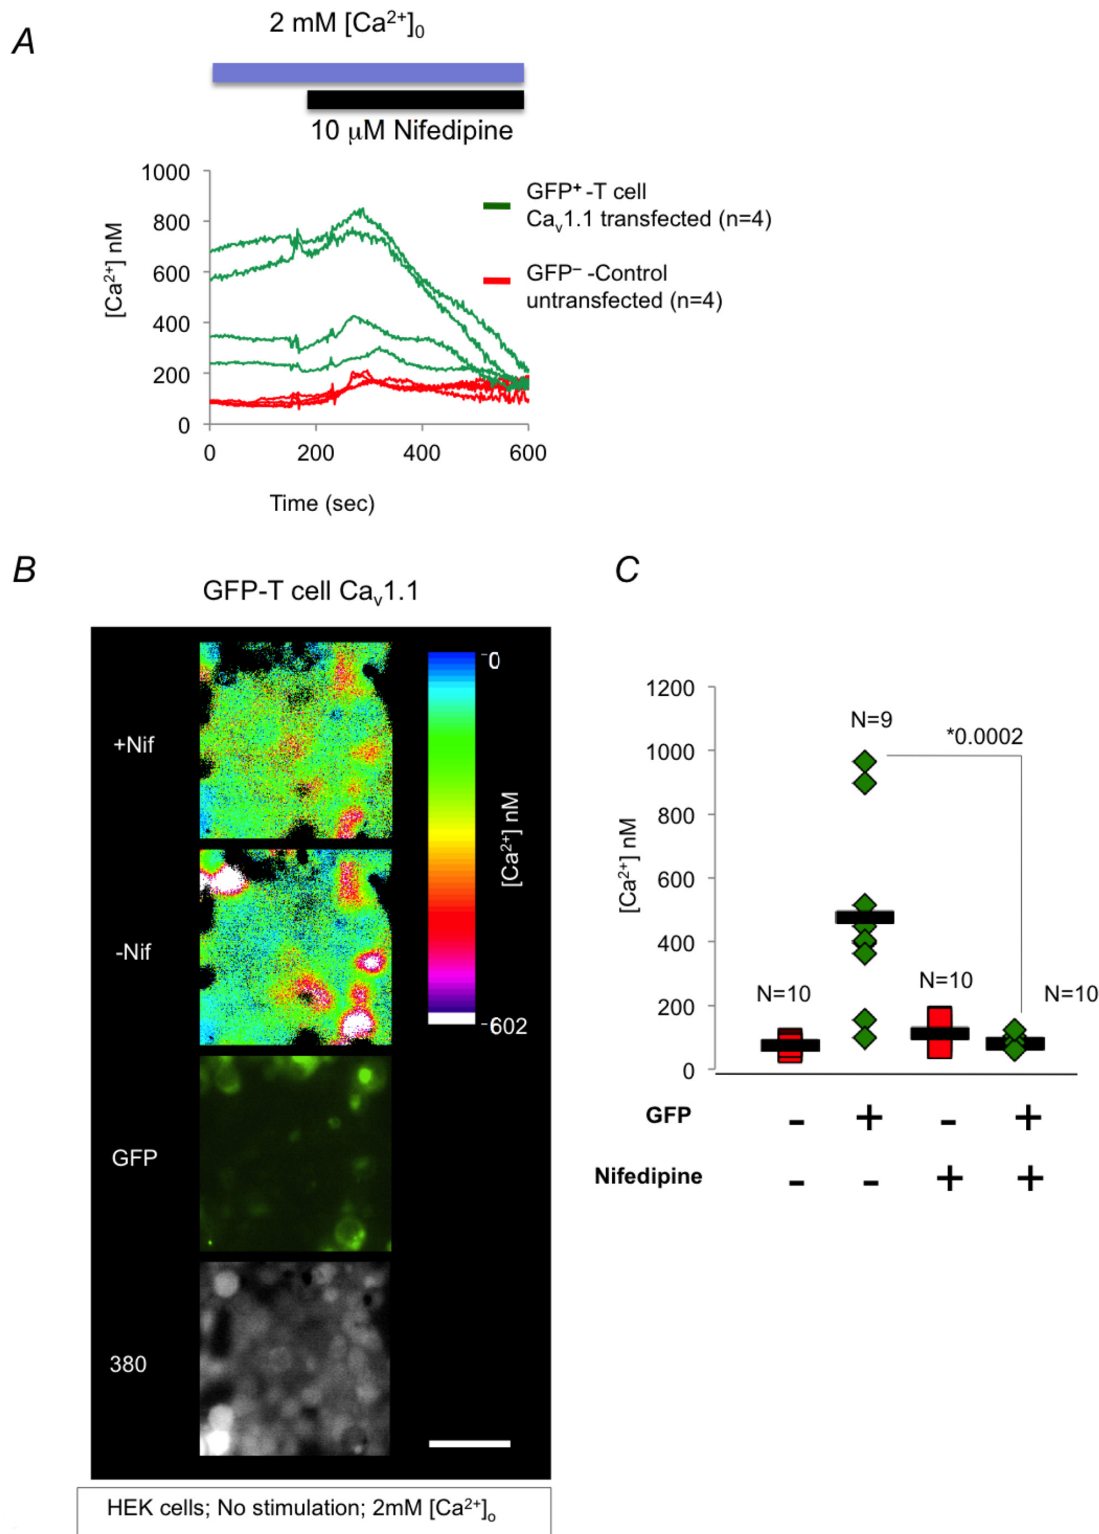 A
2 mM [Ca²⁺]₀
10 μM Nifedipine
1000
800
600
400
200
0
[Ca²⁺] nM
0
200
400
600
Time (sec)
GFP⁺ -T cell
Caᵥ1.1 transfected (n=4)
GFP⁻ -Control
untransfected (n=4)
B
GFP-T cell Caᵥ1.1
+Nif
-Nif
GFP
380
-0
[Ca²⁺] nM
-602
HEK cells; No stimulation; 2mM [Ca²⁺]ₒ
C
1200
1000
800
600
400
200
0
[Ca²⁺] nM
N=10
N=9
N=10
N=10
*0.0002
GFP - + - +
Nifedipine - - + +